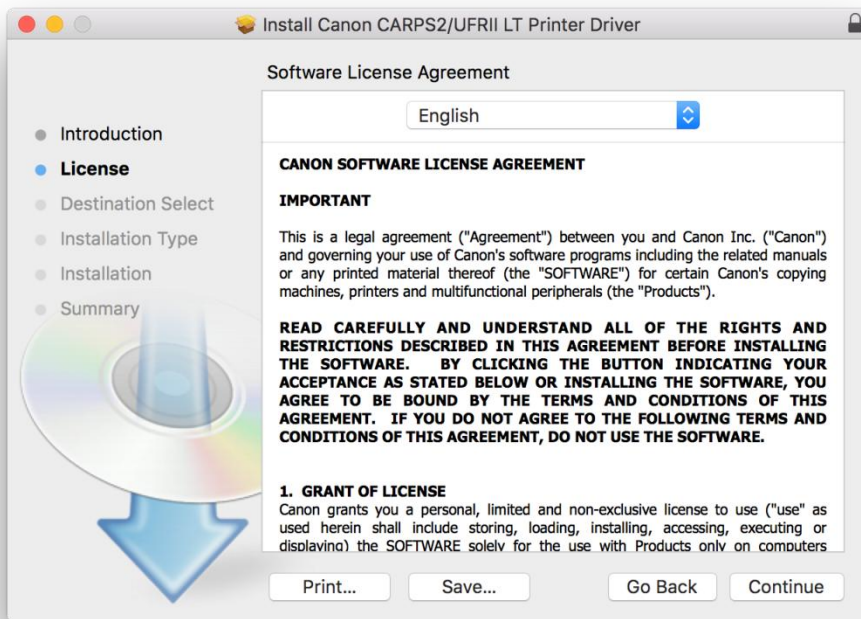 Install Canon CARPS2/UFRII LT Printer Driver
Software License Agreement
Introduction
License
Destination Select
Installation Type
Installation
Summary
English
CANON SOFTWARE LICENSE AGREEMENT
IMPORTANT
This is a legal agreement ("Agreement") between you and Canon Inc. ("Canon")
and governing your use of Canon's software programs including the related manuals
or any printed material thereof (the "SOFTWARE") for certain Canon's copying
machines, printers and multifunctional peripherals (the "Products").
READ CAREFULLY AND UNDERSTAND ALL OF THE RIGHTS AND
RESTRICTIONS DESCRIBED IN THIS AGREEMENT BEFORE INSTALLING
THE SOFTWARE. BY CLICKING THE BUTTON INDICATING YOUR
ACCEPTANCE AS STATED BELOW OR INSTALLING THE SOFTWARE, YOU
AGREE TO BE BOUND BY THE TERMS AND CONDITIONS OF THIS
AGREEMENT. IF YOU DO NOT AGREE TO THE FOLLOWING TERMS AND
CONDITIONS OF THIS AGREEMENT, DO NOT USE THE SOFTWARE.
1. GRANT OF LICENSE
Canon grants you a personal, limited and non-exclusive license to use ("use" as
used herein shall include storing, loading, installing, accessing, executing or
displaying) the SOFTWARE solely for the use with Products only on computers
Print...
Save...
Go Back
Continue